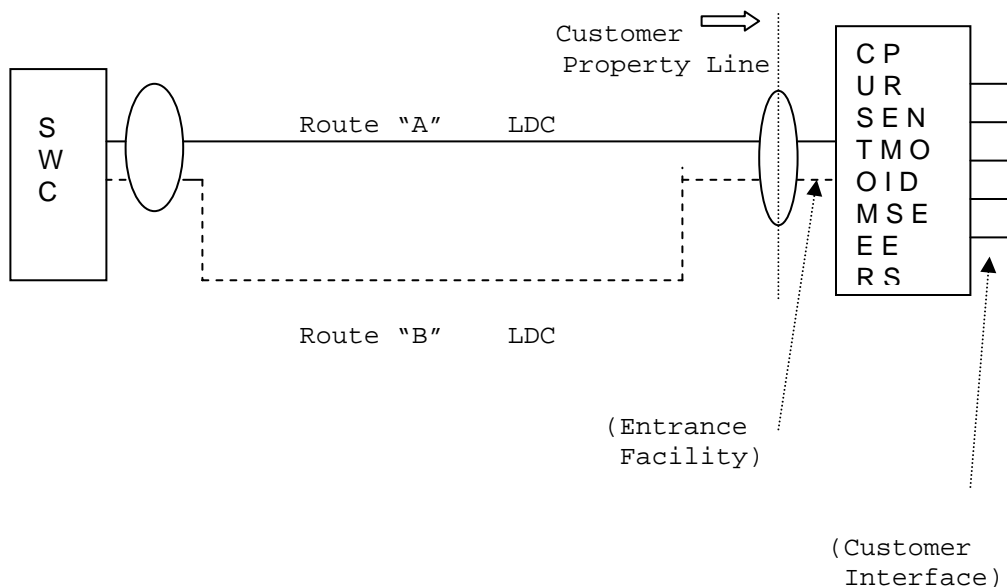 Customer
Property Line
S
W
C
Route “A” LDC
C P
U R
S E N
T M O
O I D
M S E
E E
R S
Route “B” LDC
(Entrance
Facility)
(Customer
Interface)